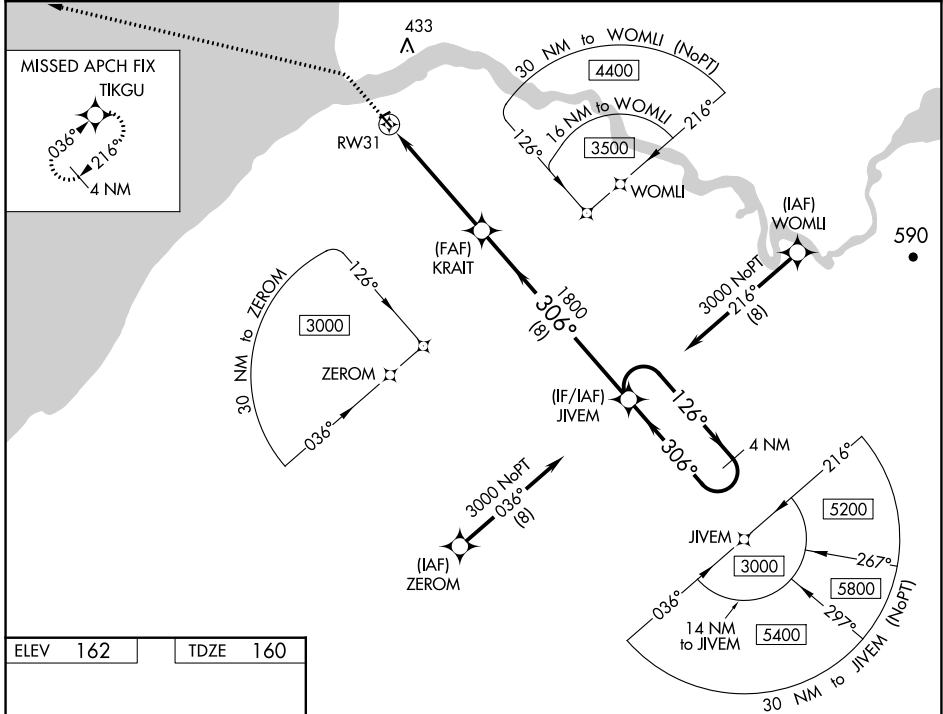 433
MISSED APCH FIX
TIKGU
036°
216°
4 NM
RW31
30 NM to WOMLI (NoPT)
4400
16 NM to WOMLI
3500
126°
216°
WOMLI
(IAF)
WOMLI
590
3000 NoPT
216°
(8)
(FAF)
KRAIT
1800
306°
(8)
30 NM to ZEROM
126°
3000
ZEROM
036°
(IF/IAF)
JIVEM
126°
306°
4 NM
3000 NoPT
036°
(8)
(IAF)
ZEROM
216°
5200
JIVEM
3000
267°
5800
036°
297°
14 NM
to JIVEM
5400
30 NM to JIVEM (NoPT)
ELEV 162
TDZE 160